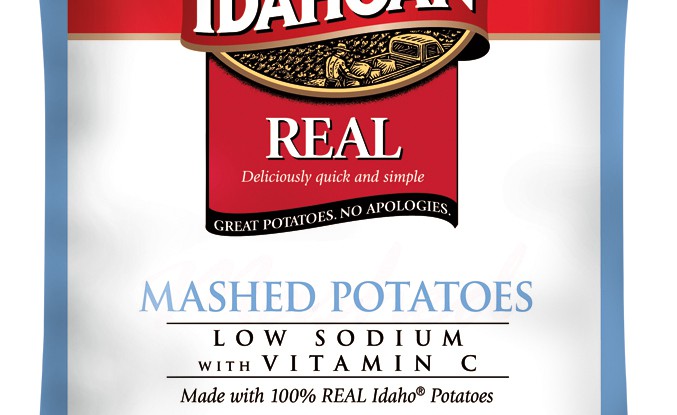 IDAHOAN
REAL
Deliciously quick and simple
GREAT POTATOES. NO APOLOGIES.
MASHED POTATOES
LOW SODIUM
WITH VITAMIN C
Made with 100% REAL Idaho® Potatoes